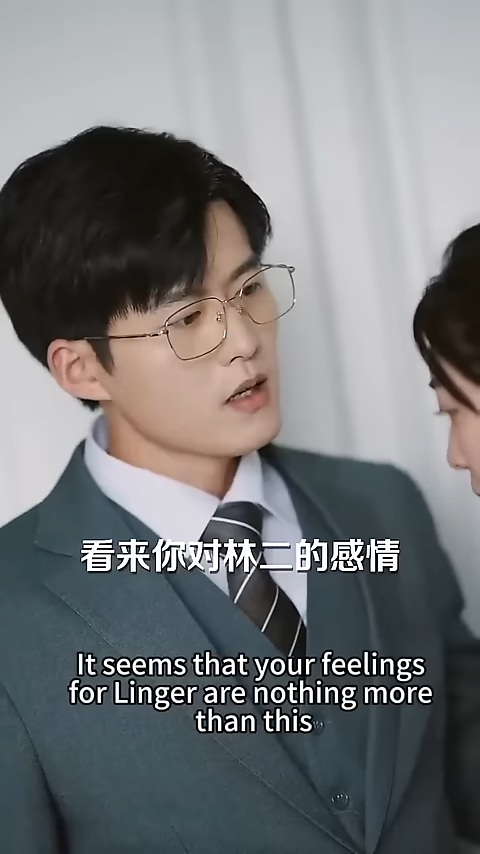 看来你对林二的感情
It seems that your feelings
for Linger are nothing more
than this